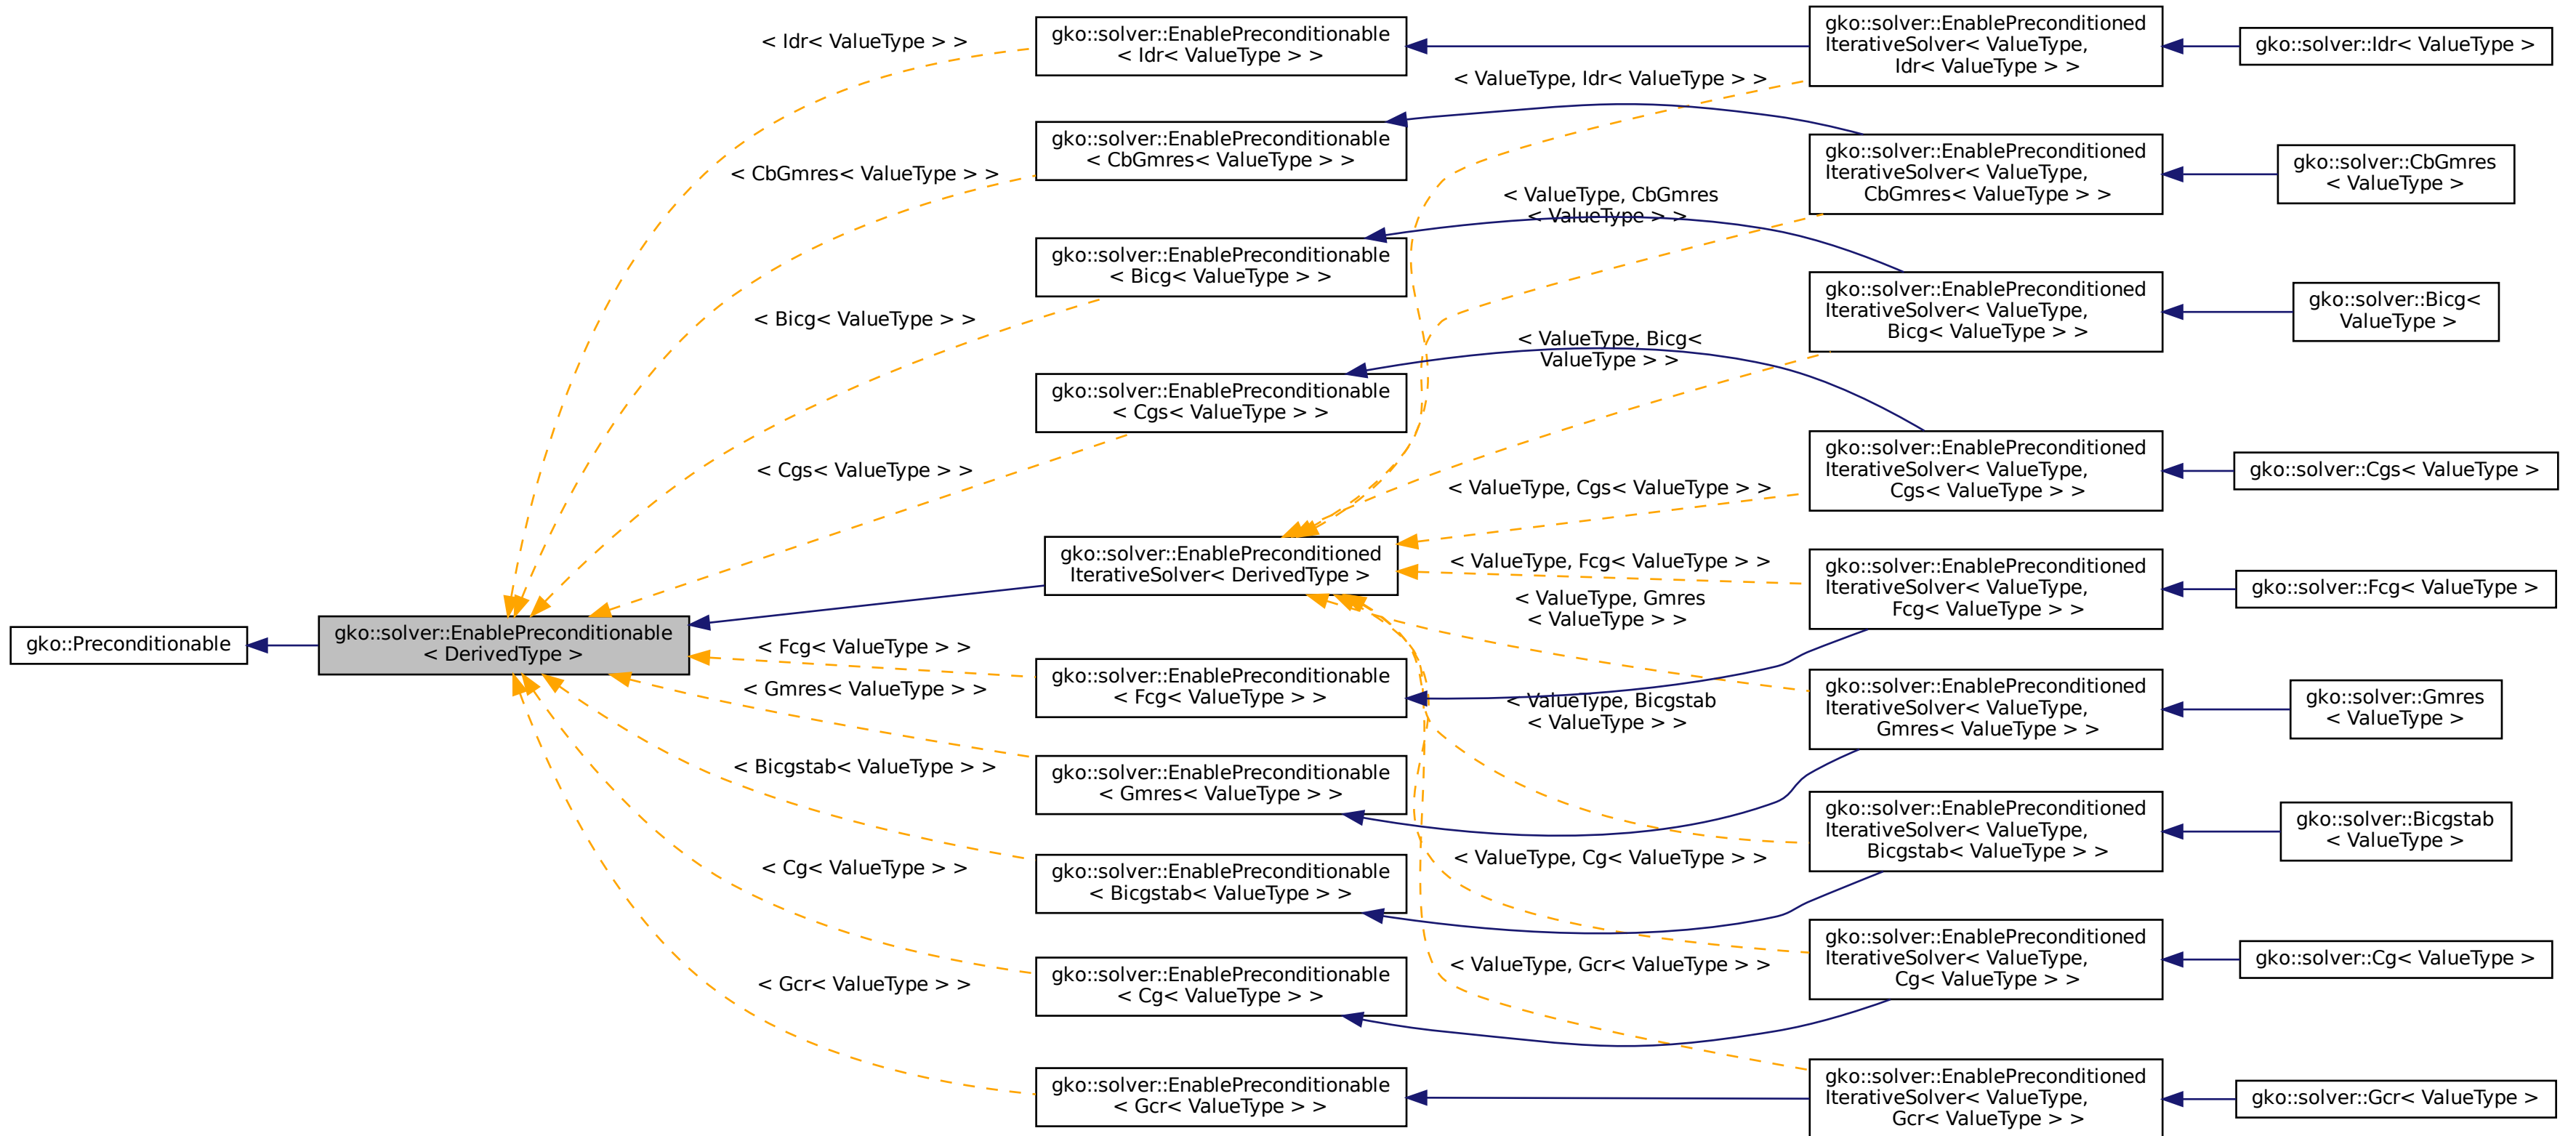 gko::Preconditionable
gko::solver::EnablePreconditionable
< DerivedType >
< Idr< ValueType > >
< CbGmres< ValueType > >
< Bicg< ValueType > >
< Cgs< ValueType > >
< Fcg< ValueType > >
< Gmres< ValueType > >
< Bicgstab< ValueType > >
< Cg< ValueType > >
< Gcr< ValueType > >
gko::solver::EnablePreconditionable
< Idr< ValueType > >
gko::solver::EnablePreconditionable
< CbGmres< ValueType > >
gko::solver::EnablePreconditionable
< Bicg< ValueType > >
gko::solver::EnablePreconditionable
< Cgs< ValueType > >
gko::solver::EnablePreconditioned
IterativeSolver< DerivedType >
gko::solver::EnablePreconditionable
< Fcg< ValueType > >
gko::solver::EnablePreconditionable
< Gmres< ValueType > >
gko::solver::EnablePreconditionable
< Bicgstab< ValueType > >
gko::solver::EnablePreconditionable
< Cg< ValueType > >
gko::solver::EnablePreconditionable
< Gcr< ValueType > >
< ValueType, Idr< ValueType > >
< ValueType, CbGmres
< ValueType > >
< ValueType, Bicg<
ValueType > >
< ValueType, Cgs< ValueType > >
< ValueType, Fcg< ValueType > >
< ValueType, Gmres
< ValueType > >
< ValueType, Bicgstab
< ValueType > >
< ValueType, Cg< ValueType > >
< ValueType, Gcr< ValueType > >
gko::solver::EnablePreconditioned
IterativeSolver< ValueType,
Idr< ValueType > >
gko::solver::EnablePreconditioned
IterativeSolver< ValueType,
CbGmres< ValueType > >
gko::solver::EnablePreconditioned
IterativeSolver< ValueType,
Bicg< ValueType > >
gko::solver::EnablePreconditioned
IterativeSolver< ValueType,
Cgs< ValueType > >
gko::solver::EnablePreconditioned
IterativeSolver< ValueType,
Fcg< ValueType > >
gko::solver::EnablePreconditioned
IterativeSolver< ValueType,
Gmres< ValueType > >
gko::solver::EnablePreconditioned
IterativeSolver< ValueType,
Bicgstab< ValueType > >
gko::solver::EnablePreconditioned
IterativeSolver< ValueType,
Cg< ValueType > >
gko::solver::EnablePreconditioned
IterativeSolver< ValueType,
Gcr< ValueType > >
gko::solver::Idr< ValueType >
gko::solver::CbGmres
< ValueType >
gko::solver::Bicg<
ValueType >
gko::solver::Cgs< ValueType >
gko::solver::Fcg< ValueType >
gko::solver::Gmres
< ValueType >
gko::solver::Bicgstab
< ValueType >
gko::solver::Cg< ValueType >
gko::solver::Gcr< ValueType >